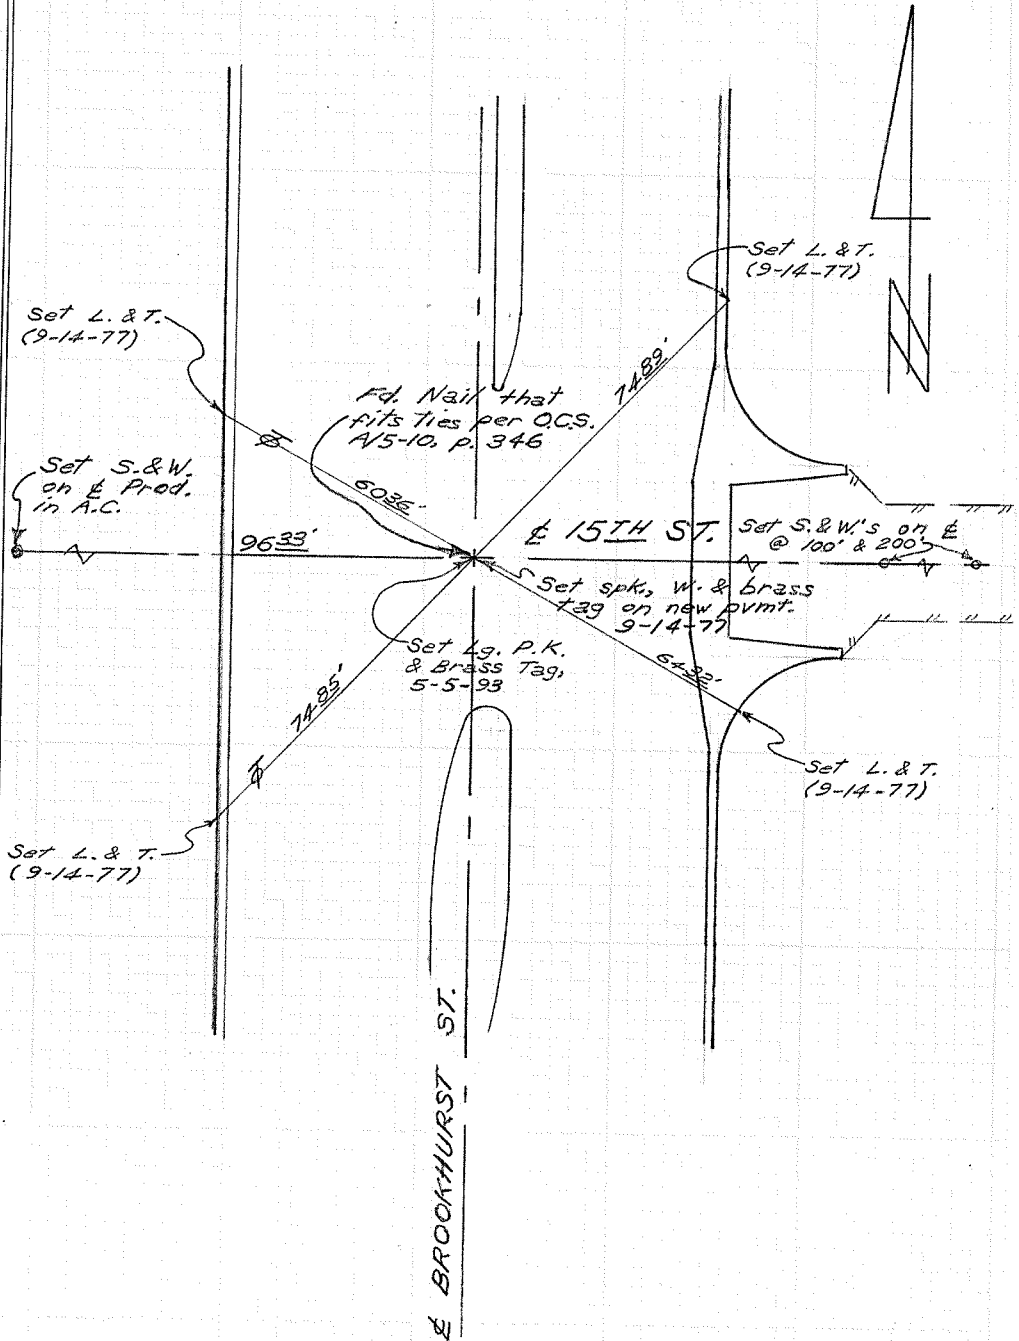 Set L. & T.
(9-14-77)
Set L. & T.
(9-14-77)
74.89'
Fd. Nail that
fits Ties per O.C.S.
A/5-10, p. 346
Set S. & W.
on ℄ Prod.
in A.C.
60.36'
96.33'
℄ 15TH ST.
Set S. & W.'s on ℄
@ 100' & 200'
Set spk., W. & brass
tag on new pvmt.
9-14-77
Set Lg. P.K.
& Brass Tag,
5-5-93
74.85'
Set L. & T.
(9-14-77)
Set L. & T.
(9-14-77)
℄ BROOKHURST ST.
N